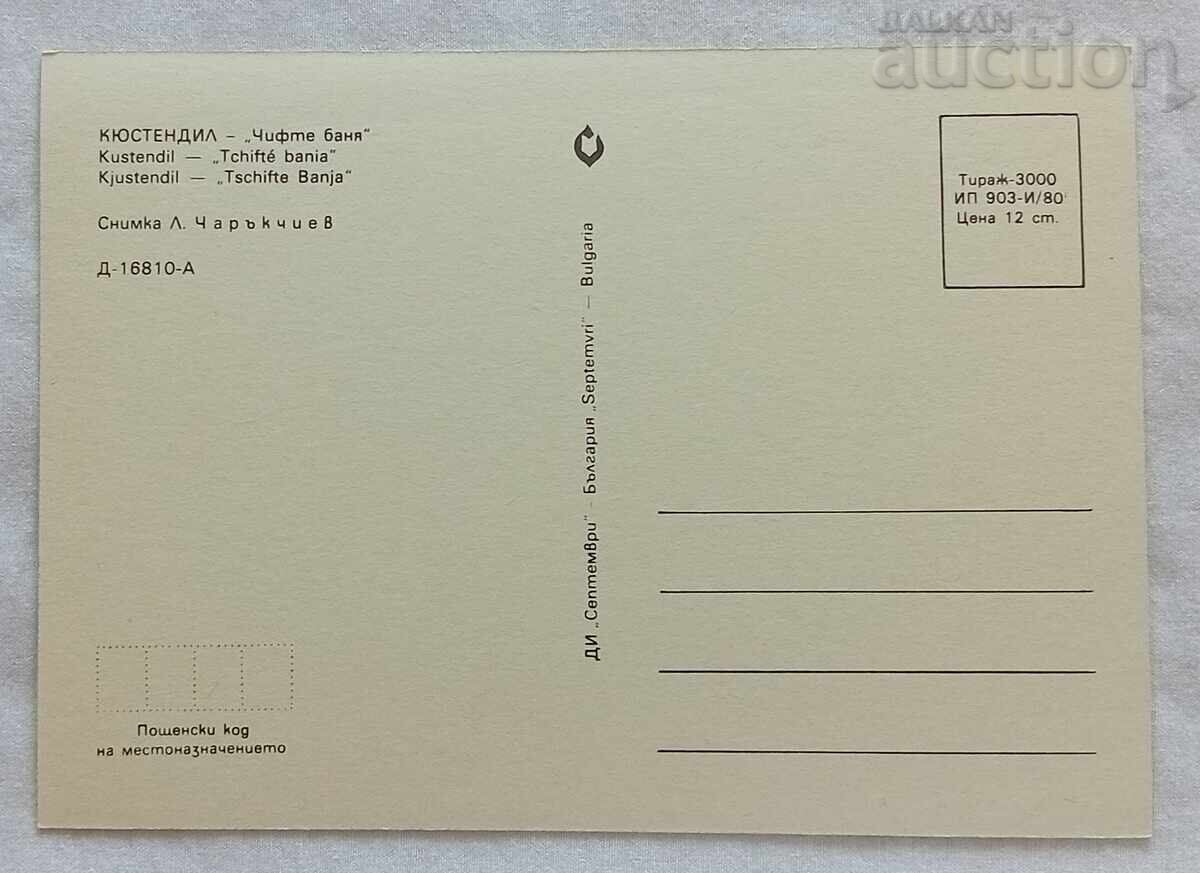 БALKAN
auction
КЮСТЕНДИЛ – „Чифте баня"
Kustendil — „Tchifté bania"
Kjustendil — „Tschifte Banja"
Снимка Л. Чаръкчиев
Д-16810-А
ДИ „Септември" - България „Septemvri" — Bulgaria
Тираж-3000
ИП 903-И/80
Цена 12 ст.
Пощенски код
на местоназначението